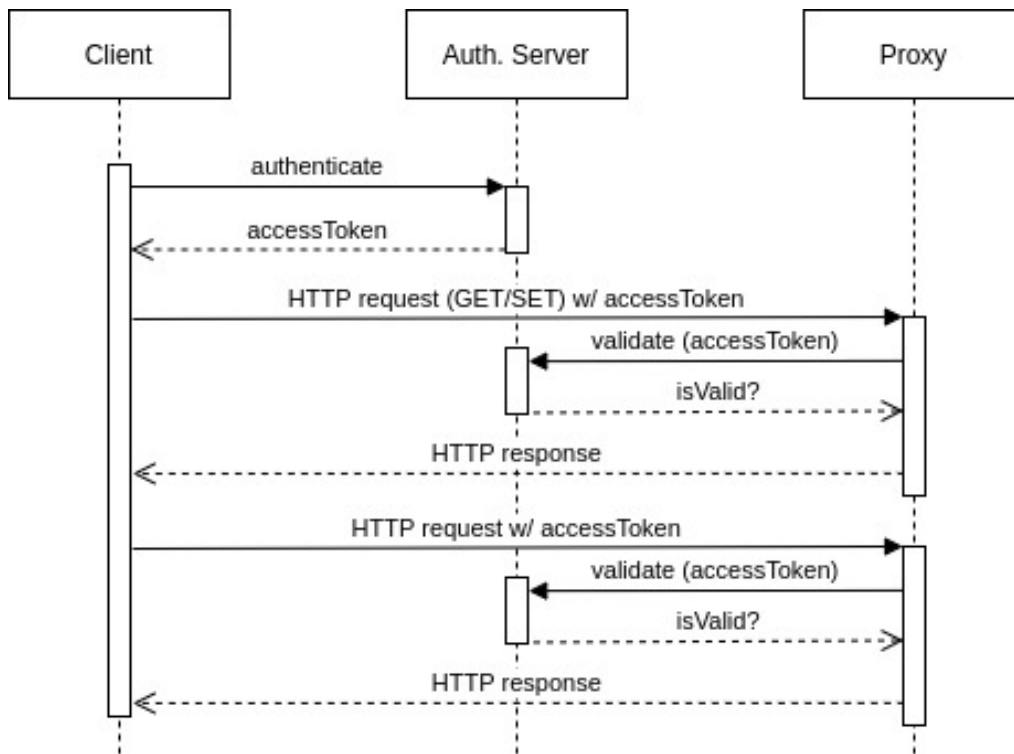 Client
Auth. Server
Proxy
authenticate
accessToken
HTTP request (GET/SET) w/ accessToken
validate (accessToken)
isValid?
HTTP response
HTTP request w/ accessToken
validate (accessToken)
isValid?
HTTP response